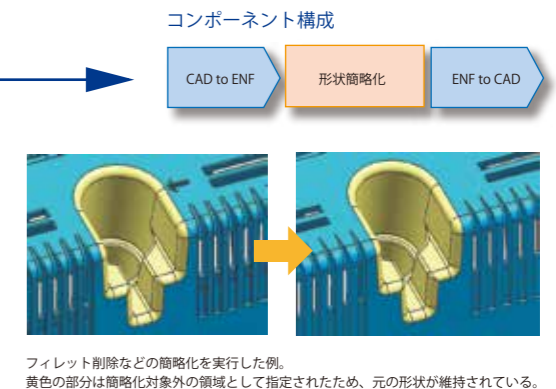 コンポーネント構成
CAD to ENF
形状簡略化
ENF to CAD
フィレット削除などの簡略化を実行した例。
黄色の部分は簡略化対象外の領域として指定されたため、元の形状が維持されている。